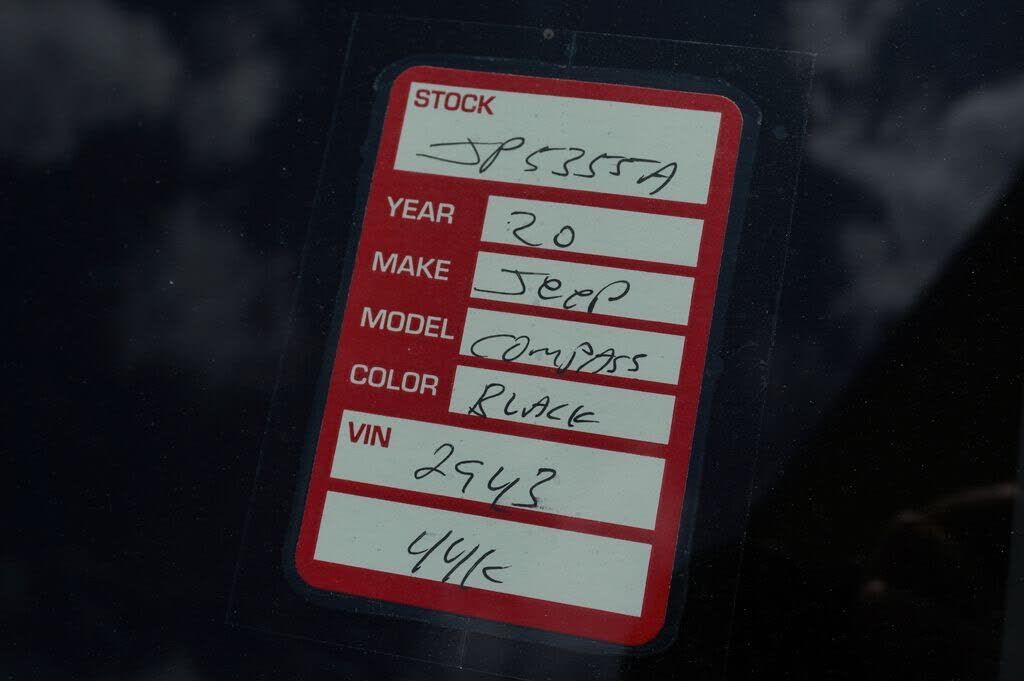 STOCK
JP5355A
YEAR 20
MAKE JEEP
MODEL COMPASS
COLOR BLACK
VIN
2943
44K